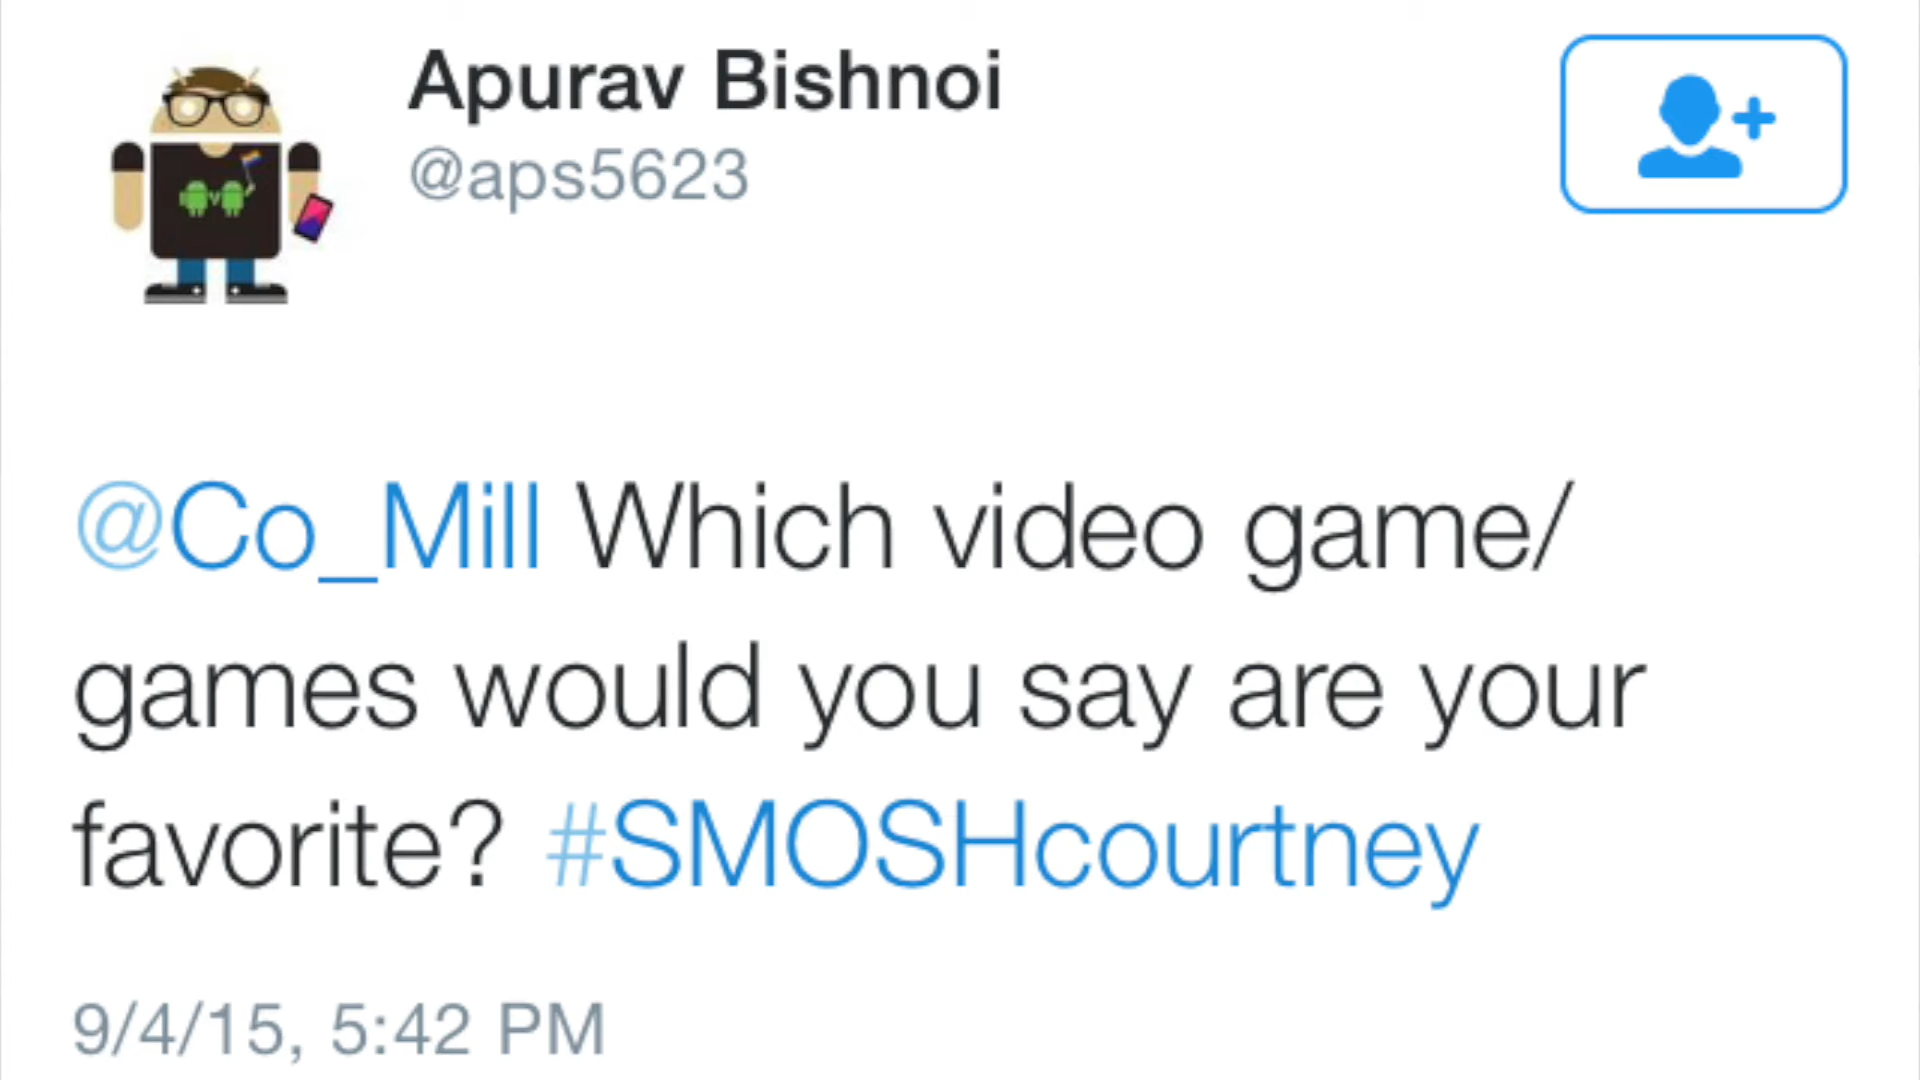 Apurav Bishnoi
@aps5623
@Co_Mill Which video game/
games would you say are your
favorite? #SMOSHcourtney
9/4/15, 5:42 PM